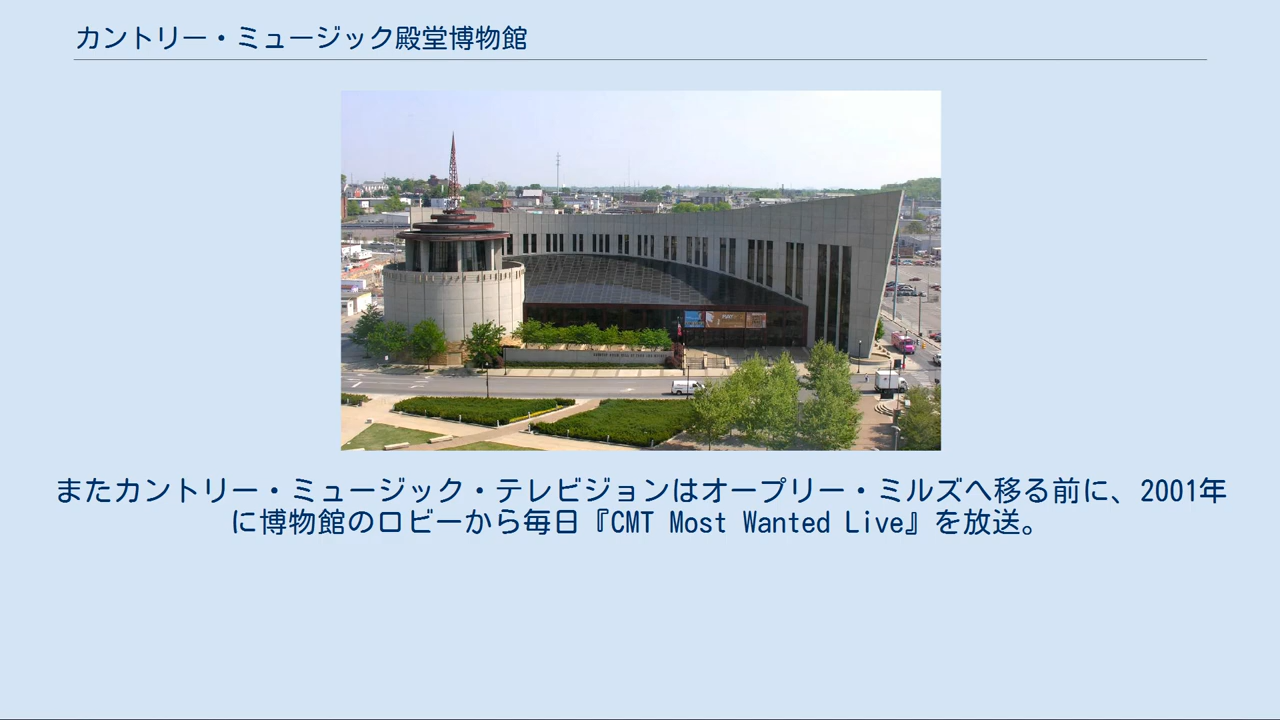 カントリー・ミュージック殿堂博物館
またカントリー・ミュージック・テレビジョンはオープリー・ミルズへ移る前に、2001年
に博物館のロビーから毎日『CMT Most Wanted Live』を放送。